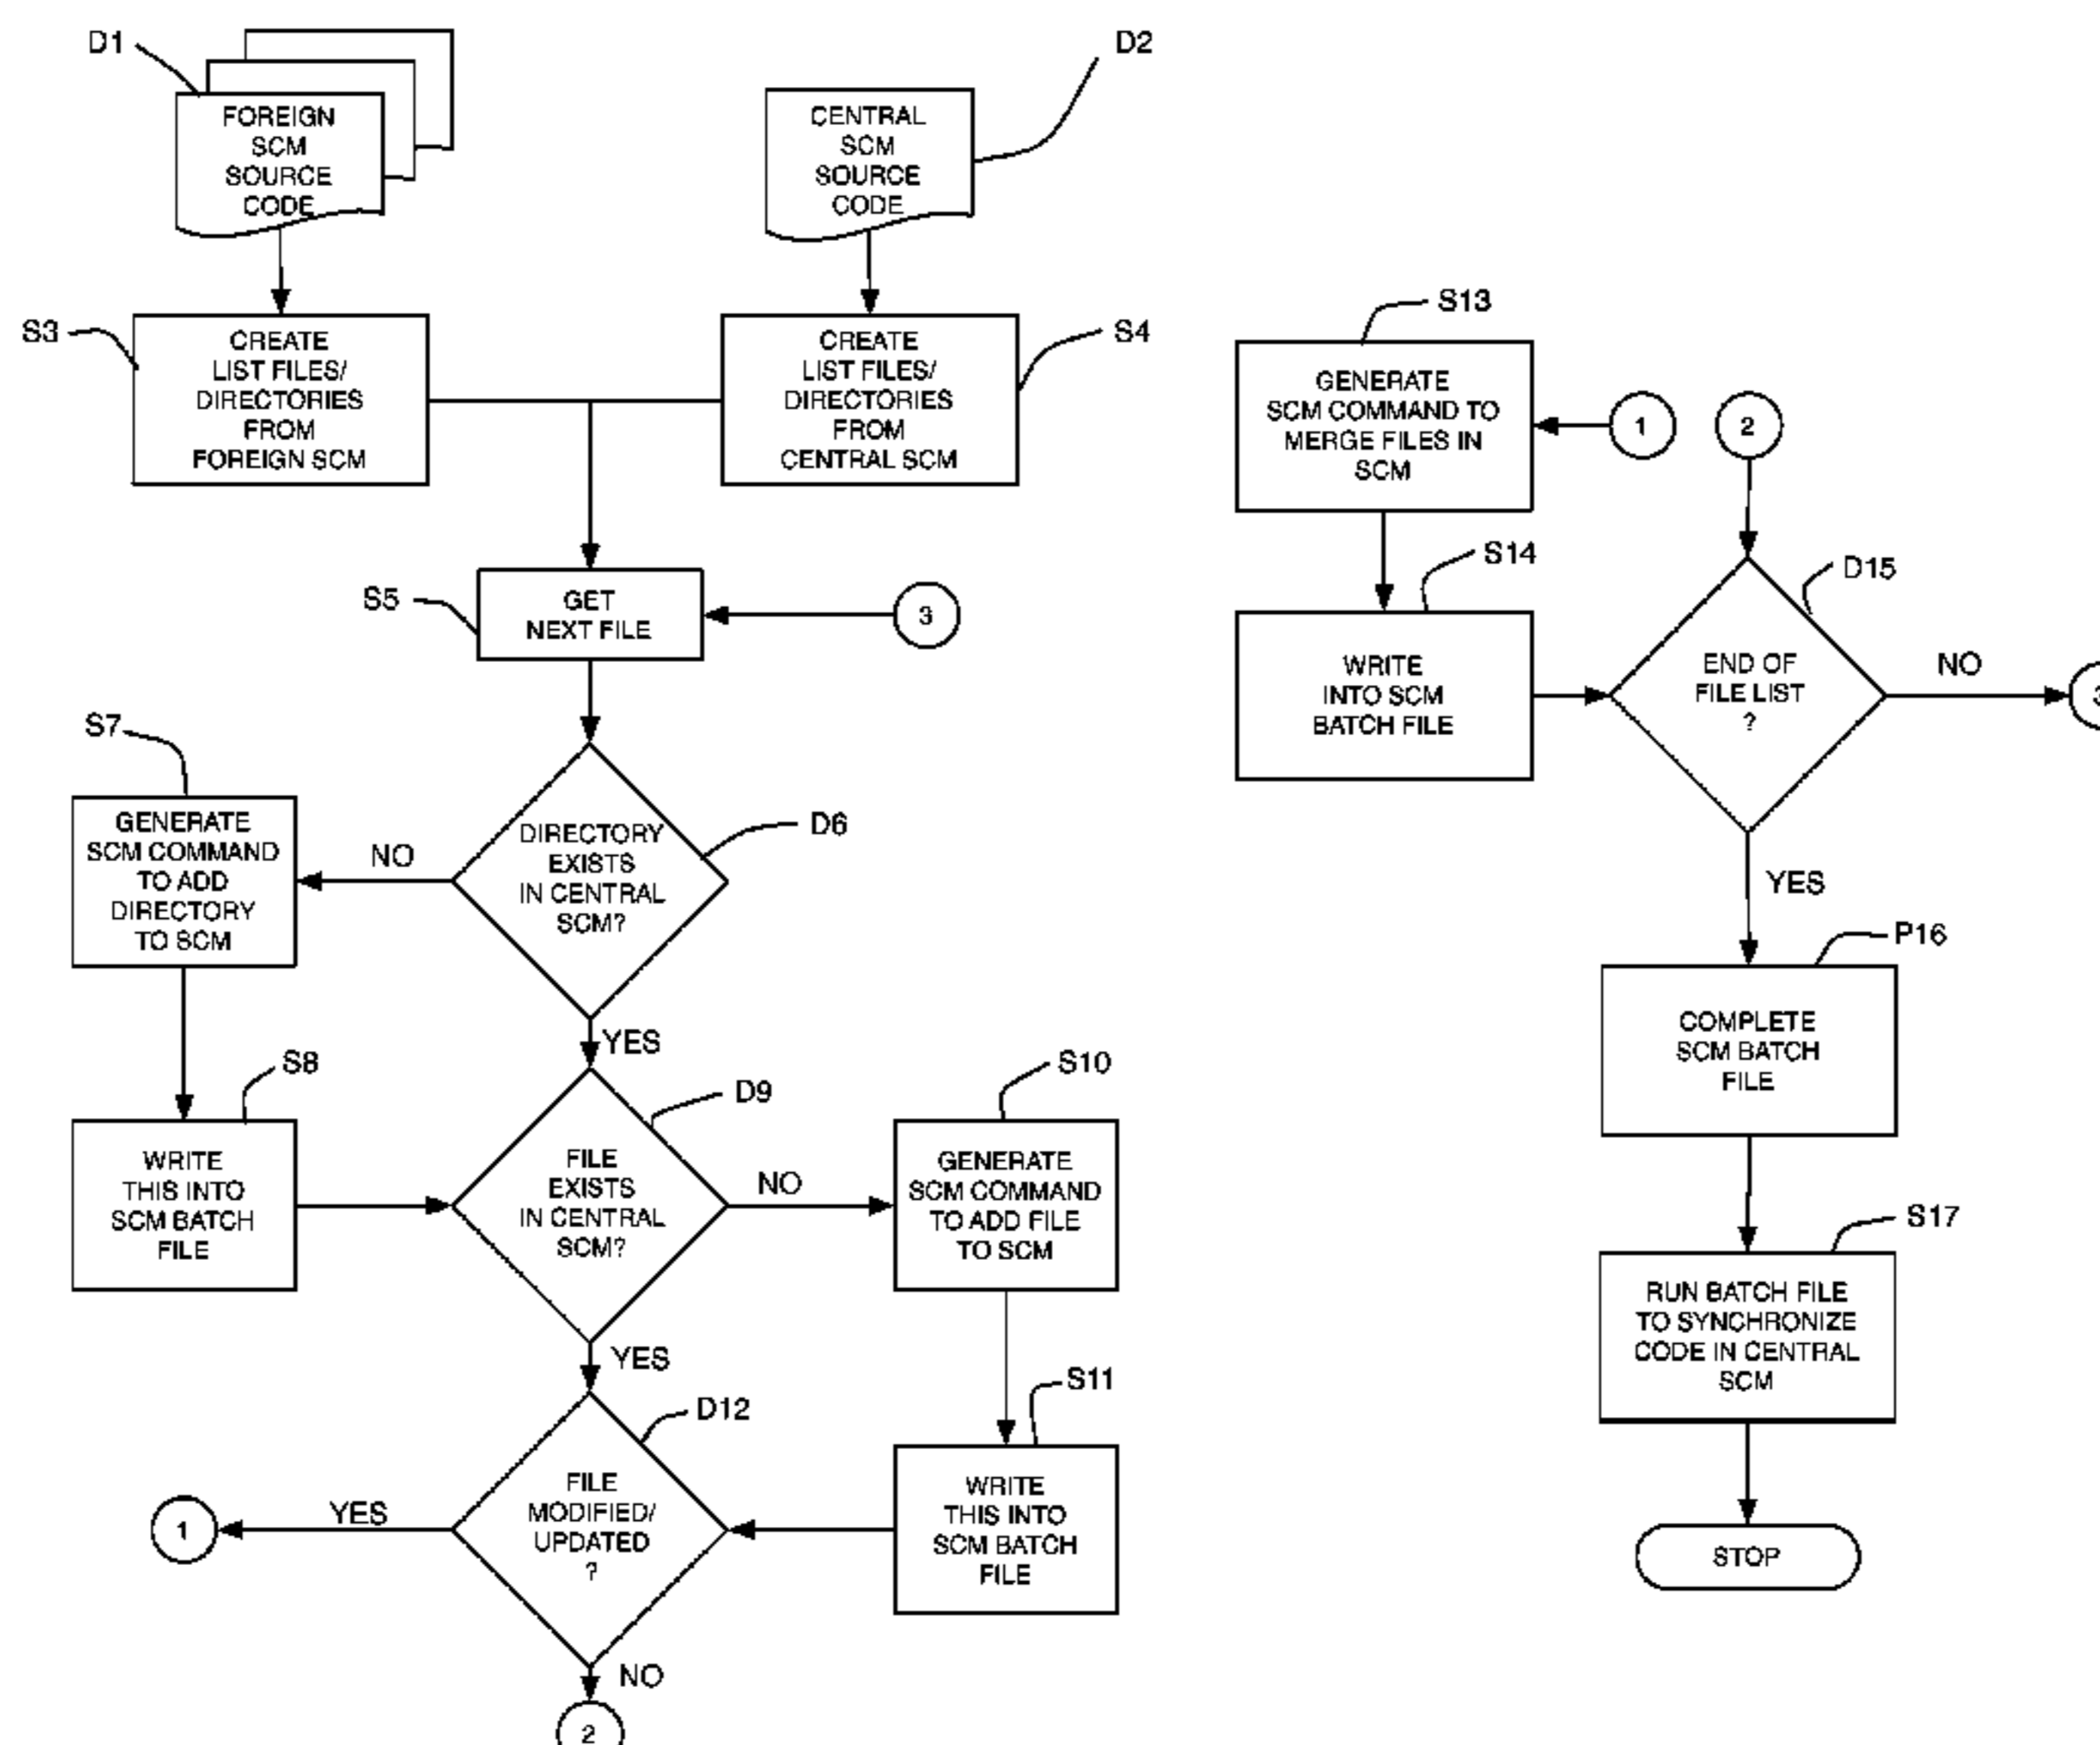 D1
FOREIGN
SCM
SOURCE
CODE
D2
CENTRAL
SCM
SOURCE
CODE
S3
CREATE
LIST FILES/
DIRECTORIES
FROM
FOREIGN SCM
S4
CREATE
LIST FILES/
DIRECTORIES
FROM
CENTRAL SCM
S5
GET
NEXT FILE
3
D6
DIRECTORY
EXISTS
IN CENTRAL
SCM?
NO
S7
GENERATE
SCM COMMAND
TO ADD
DIRECTORY
TO SCM
YES
S8
WRITE
THIS INTO
SCM BATCH
FILE
D9
FILE
EXISTS
IN CENTRAL
SCM?
NO
S10
GENERATE
SCM COMMAND
TO ADD FILE
TO SCM
YES
S11
WRITE
THIS INTO
SCM BATCH
FILE
D12
FILE
MODIFIED/
UPDATED
?
YES
1
NO
2
S13
GENERATE
SCM COMMAND TO
MERGE FILES IN
SCM
1
2
S14
WRITE
INTO SCM
BATCH FILE
D15
END OF
FILE LIST
?
NO
3
YES
P16
COMPLETE
SCM BATCH
FILE
S17
RUN BATCH FILE
TO SYNCHRONIZE
CODE IN CENTRAL
SCM
STOP